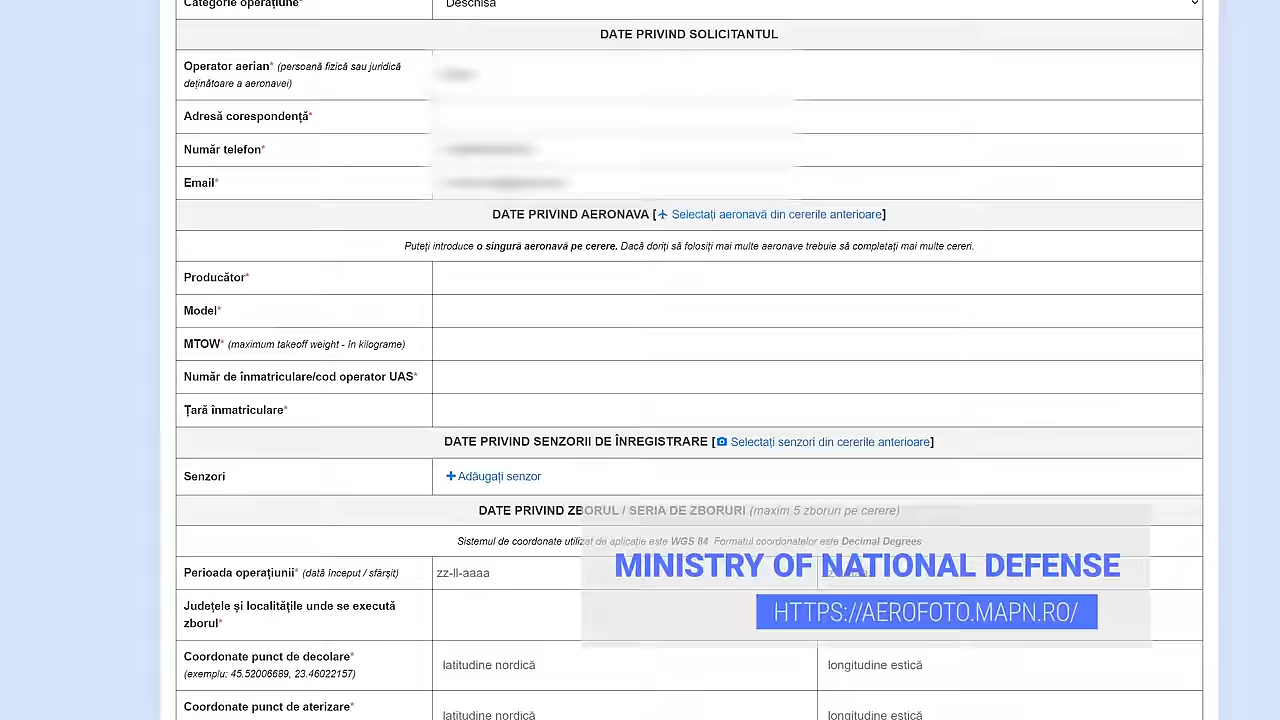 Categorie operațiune*
Deschisă
DATE PRIVIND SOLICITANTUL
Operator aerian* (persoană fizică sau juridică
deținătoare a aeronavei)
Adresă corespondență*
Număr telefon*
Email*
DATE PRIVIND AERONAVA [ Selectați aeronavă din cererile anterioare]
Puteți introduce o singură aeronavă pe cerere. Dacă doriți să folosiți mai multe aeronave trebuie să completați mai multe cereri.
Producător*
Model*
MTOW* (maximum takeoff weight - în kilograme)
Număr de înmatriculare/cod operator UAS*
Țară înmatriculare*
DATE PRIVIND SENZORII DE ÎNREGISTRARE [ Selectați senzori din cererile anterioare]
Senzori
+Adăugați senzor
DATE PRIVIND ZBORUL / SERIA DE ZBORURI (maxim 5 zboruri pe cerere)
Sistemul de coordonate utilizat de aplicație este WGS 84. Formatul coordonatelor este Decimal Degrees
Perioada operațiunii* (dată început / sfârșit)
zz-ll-aaaa
MINISTRY OF NATIONAL DEFENSE
HTTPS://AEROFOTO.MAPN.RO/
Județele și localitățile unde se execută
zborul*
Coordonate punct de decolare*
(exemplu: 45.52006689, 23.46022157)
latitudine nordică
longitudine estică
Coordonate punct de aterizare*
latitudine nordică
longitudine estică